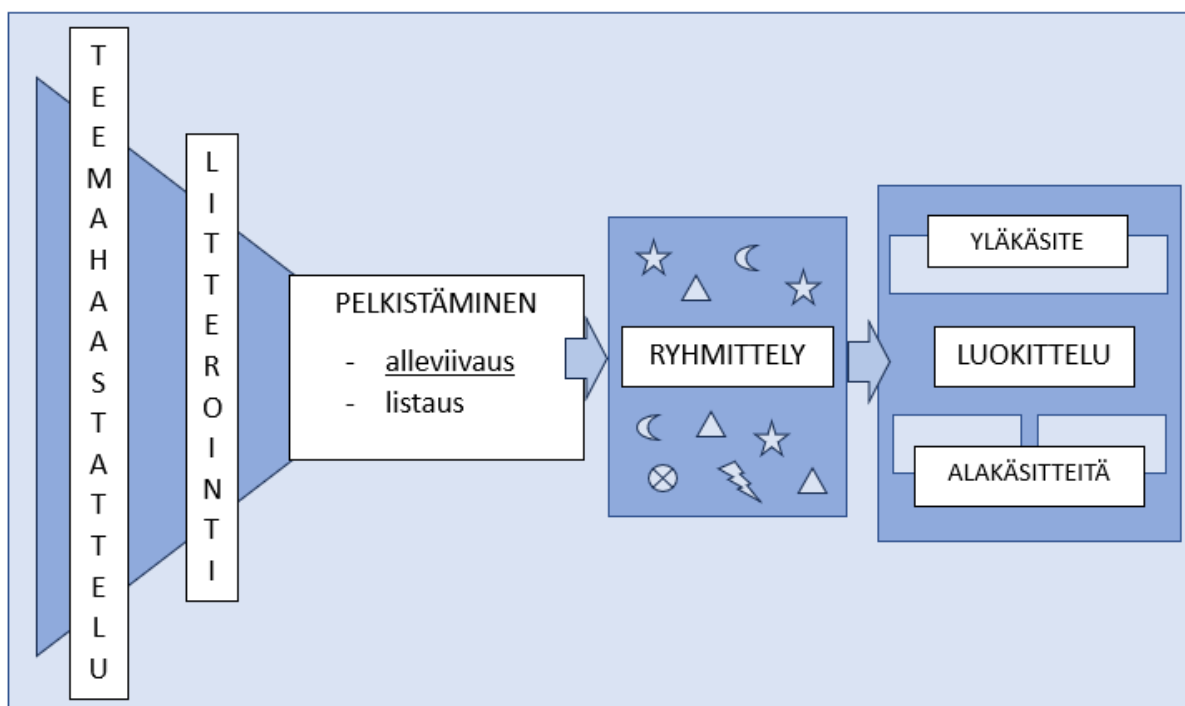 TEEMAHAASTATTELU
LITTEROINTI
PELKISTÄMINEN
- alleviivaus
- listaus
RYHMITTELY
YLÄKÄSITE
LUOKITTELU
ALAKÄSITTEITÄ